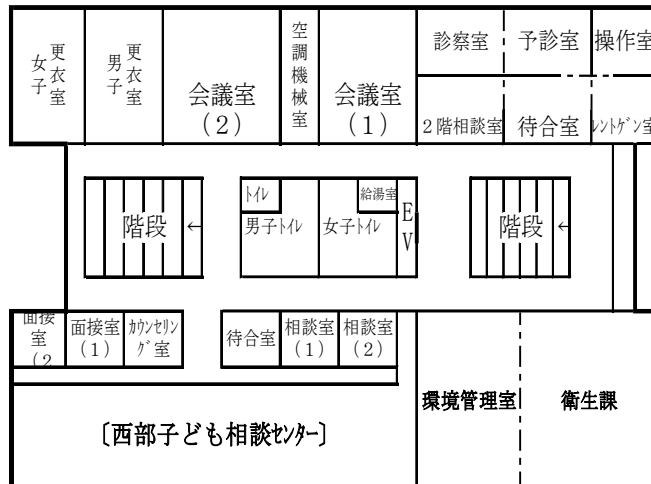 女子
更衣室
男子
更衣室
会議室
(2)
空調機械室
会議室
(1)
診察室
予診室
操作室
2階相談室
待合室
レントゲン室
階段
←
トイレ
男子トイレ
給湯室
女子トイレ
EV
階段
←
面接
室
(2
面接室
(1)
カウンセリン
グ室
待合室
相談室
(1)
相談室
(2)
環境管理室
衛生課
〔西部子ども相談センター〕